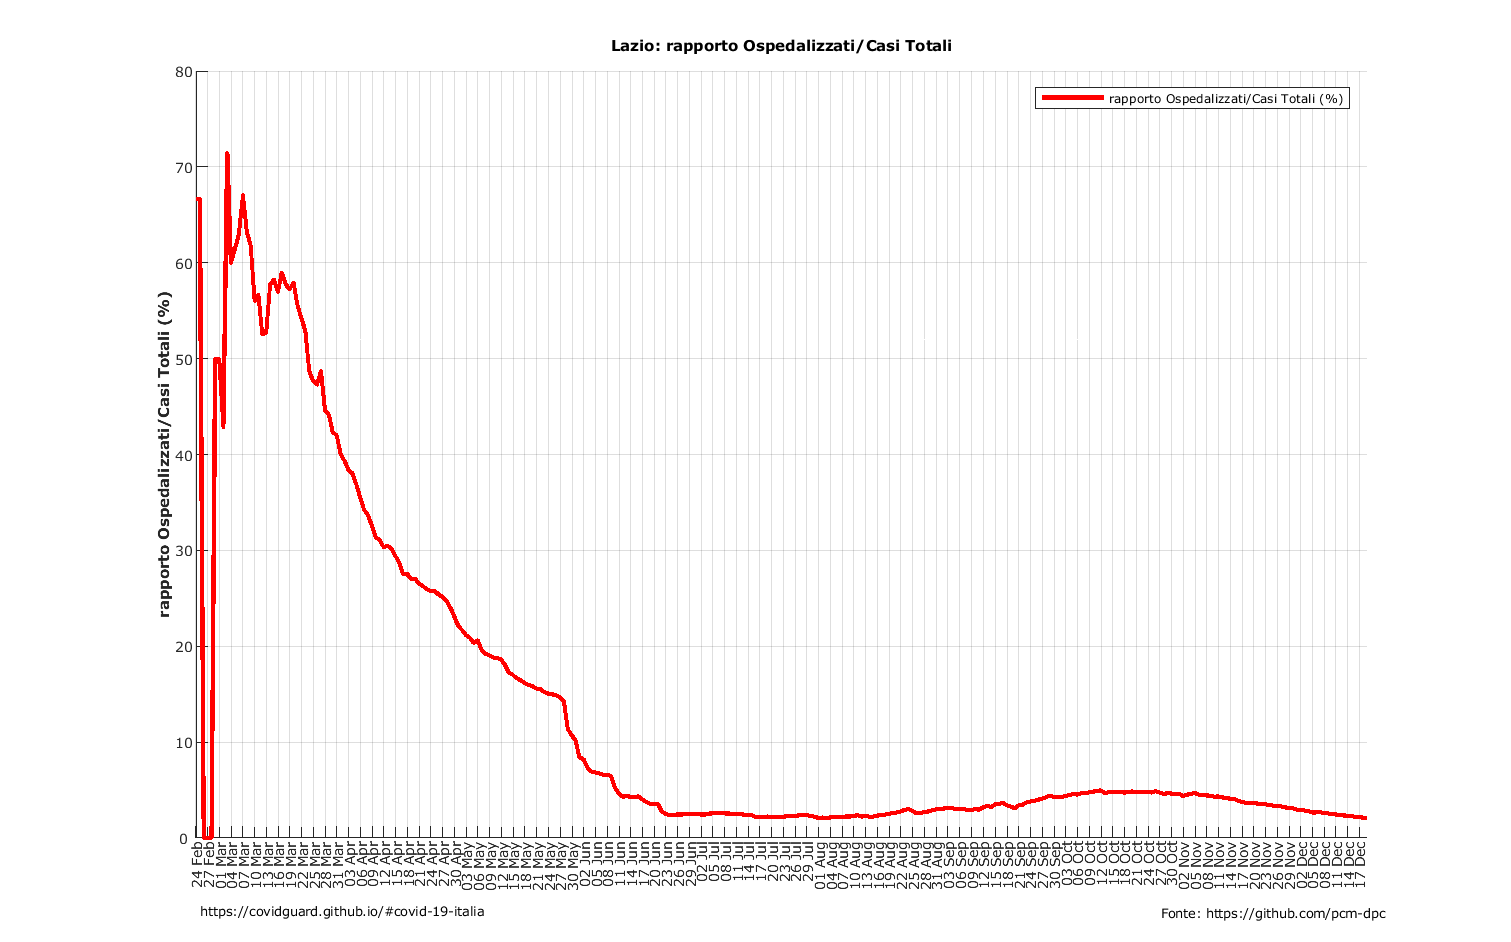 Lazio: rapporto Ospedalizzati/Casi Totali
rapporto Ospedalizzati/Casi Totali (%)
rapporto Ospedalizzati/Casi Totali (%)
80
70
60
50
40
30
20
10
0
24 Feb
27 Feb
01 Mar
04 Mar
07 Mar
10 Mar
13 Mar
16 Mar
19 Mar
22 Mar
25 Mar
28 Mar
31 Mar
03 Apr
06 Apr
09 Apr
12 Apr
15 Apr
18 Apr
21 Apr
24 Apr
27 Apr
30 Apr
03 May
06 May
09 May
12 May
15 May
18 May
21 May
24 May
27 May
30 May
02 Jun
05 Jun
08 Jun
11 Jun
14 Jun
17 Jun
20 Jun
23 Jun
26 Jun
29 Jun
02 Jul
05 Jul
08 Jul
11 Jul
14 Jul
17 Jul
20 Jul
23 Jul
26 Jul
29 Jul
01 Aug
04 Aug
07 Aug
10 Aug
13 Aug
16 Aug
19 Aug
22 Aug
25 Aug
28 Aug
31 Aug
03 Sep
06 Sep
09 Sep
12 Sep
15 Sep
18 Sep
21 Sep
24 Sep
27 Sep
30 Sep
03 Oct
06 Oct
09 Oct
12 Oct
15 Oct
18 Oct
21 Oct
24 Oct
27 Oct
30 Oct
02 Nov
05 Nov
08 Nov
11 Nov
14 Nov
17 Nov
20 Nov
23 Nov
26 Nov
29 Nov
02 Dec
05 Dec
08 Dec
11 Dec
14 Dec
17 Dec
https://covidguard.github.io/#covid-19-italia
Fonte: https://github.com/pcm-dpc